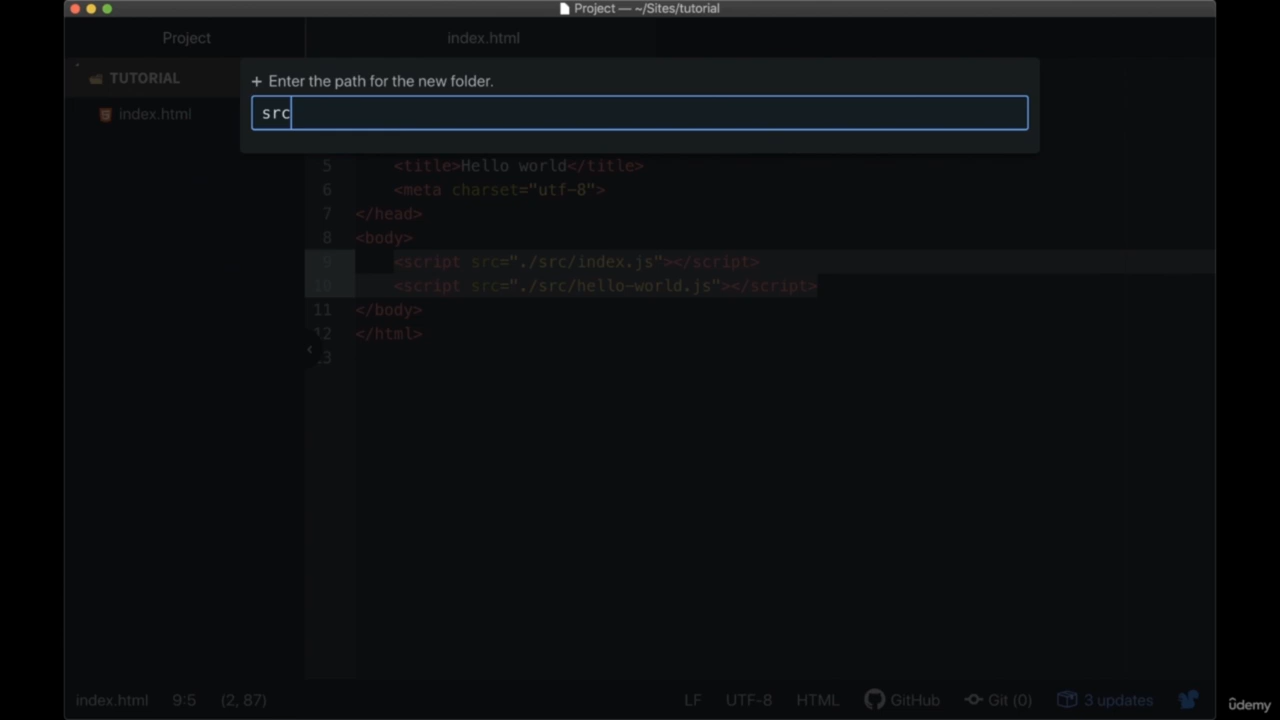 Project — ~/Sites/tutorial
Project
index.html
TUTORIAL
index.html
+ Enter the path for the new folder.
src
5 <title>Hello world</title>
6 <meta charset="utf-8">
7 </head>
8 <body>
9 <script src="./src/index.js"></script>
10 <script src="./src/hello-world.js"></script>
11 </body>
12 </html>
13
index.html 9:5 (2, 87) LF UTF-8 HTML GitHub Git (0) 3 updates
ûdemy